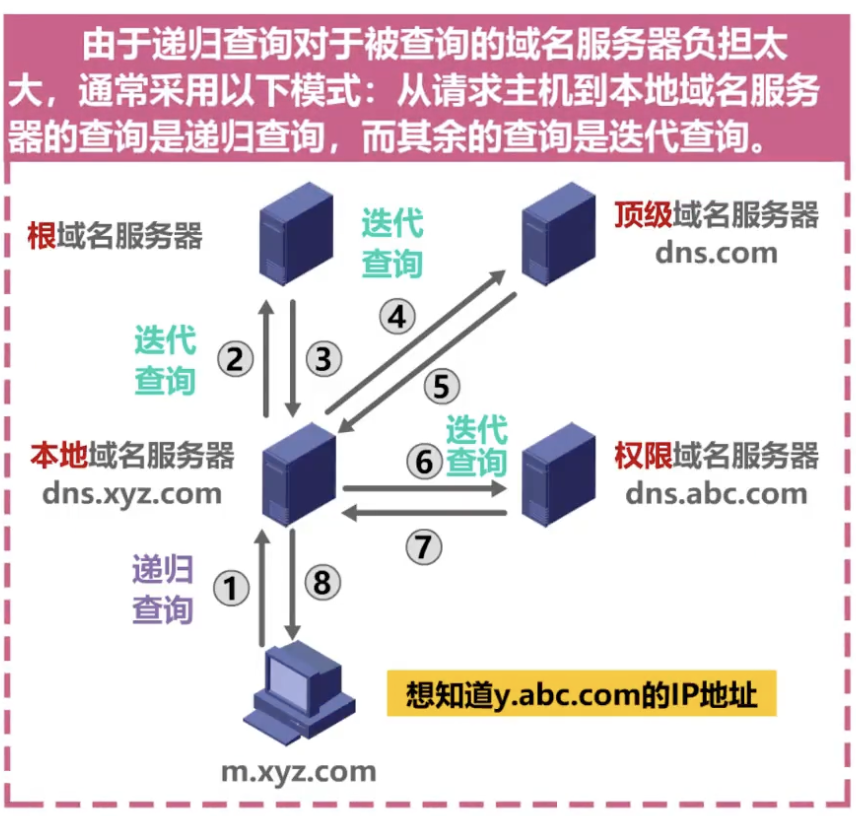 由于递归查询对于被查询的域名服务器负担太
大，通常采用以下模式：从请求主机到本地域名服务
器的查询是递归查询，而其余的查询是迭代查询。
根域名服务器
迭代
查询
顶级域名服务器
dns.com
④
迭代
查询
②
③
⑤
本地域名服务器
dns.xyz.com
迭代
查询
⑥
权限域名服务器
dns.abc.com
⑦
递归
查询
①
⑧
想知道y.abc.com的IP地址
m.xyz.com